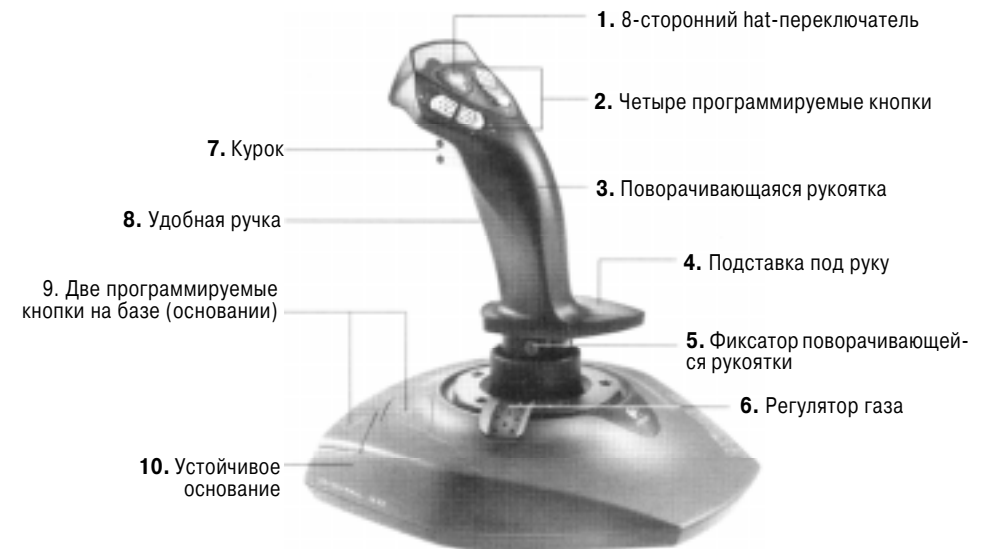 1. 8-сторонний hat-переключатель
2. Четыре программируемые кнопки
7. Курок
3. Поворачивающаяся рукоятка
8. Удобная ручка
4. Подставка под руку
9. Две программируемые
кнопки на базе (основании)
5. Фиксатор поворачивающей-
ся рукоятки
6. Регулятор газа
10. Устойчивое
основание